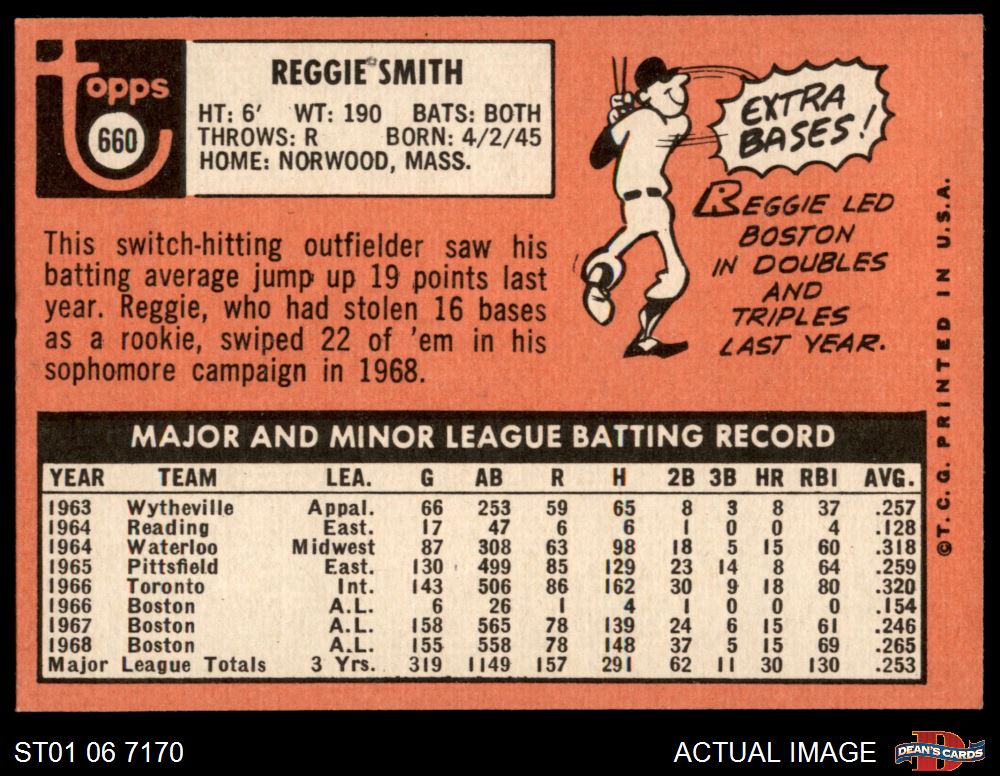 Topps
660
REGGIE SMITH
HT: 6' WT: 190 BATS: BOTH
THROWS: R BORN: 4/2/45
HOME: NORWOOD, MASS.
This switch-hitting outfielder saw his
batting average jump up 19 points last
year. Reggie, who had stolen 16 bases
as a rookie, swiped 22 of 'em in his
sophomore campaign in 1968.
EXTRA
BASES!
REGGIE LED
BOSTON
IN DOUBLES
AND
TRIPLES
LAST YEAR.
©T.C.G. PRINTED IN U.S.A.
MAJOR AND MINOR LEAGUE BATTING RECORD
YEAR TEAM LEA. G AB R H 2B 3B HR RBI AVG.
1963 Wytheville Appal. 66 253 59 65 8 3 8 37 .257
1964 Reading East. 17 47 6 6 1 0 0 4 .128
1964 Waterloo Midwest 87 308 63 98 18 5 15 60 .318
1965 Pittsfield East. 130 499 85 129 23 14 8 64 .259
1966 Toronto Int. 143 506 86 162 30 9 18 80 .320
1966 Boston A.L. 6 26 1 4 1 0 0 0 .154
1967 Boston A.L. 158 565 78 139 24 6 15 61 .246
1968 Boston A.L. 155 558 78 148 37 5 15 69 .265
Major League Totals 3 Yrs. 319 1149 157 291 62 11 30 130 .253
ST01 06 7170
ACTUAL IMAGE
D
DEAN'S CARDS